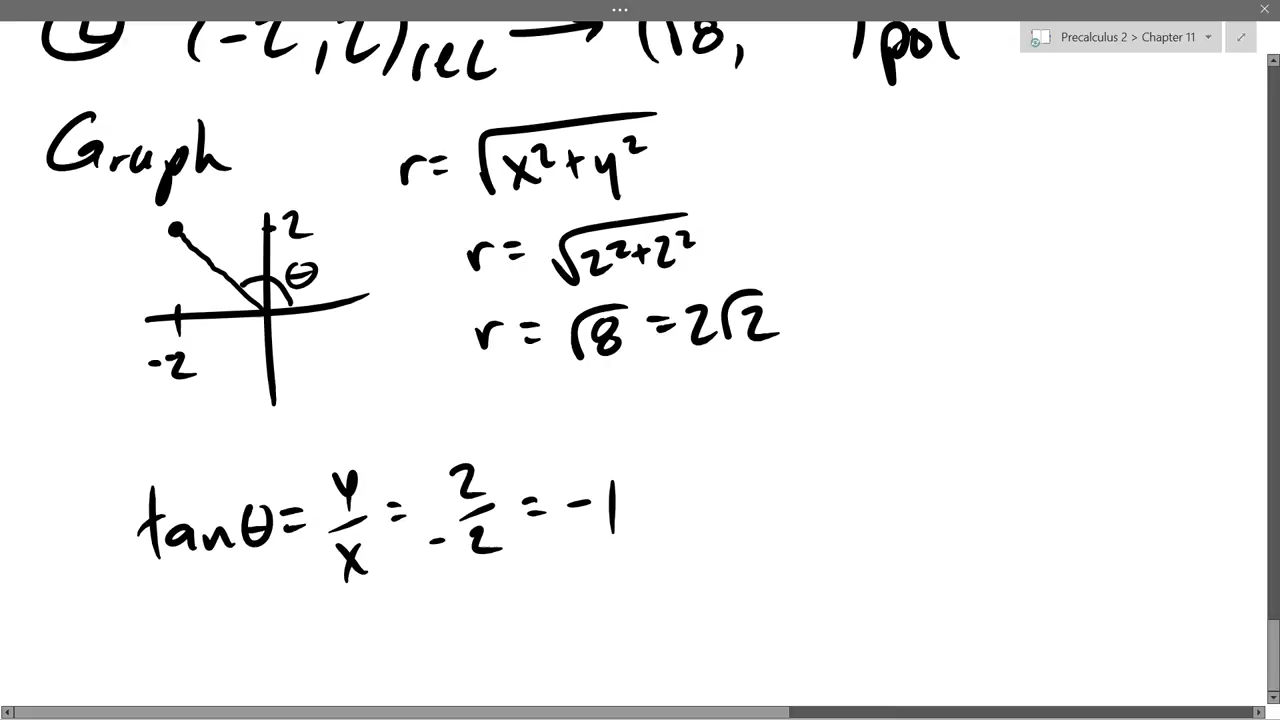 ...
Precalculus 2 > Chapter 11
(-2, 2)rec → (√8, )pol
Graph
r = √x² + y²
2
θ
r = √2² + 2²
-2
r = √8 = 2√2
tanθ = y/x = 2/-2 = -1